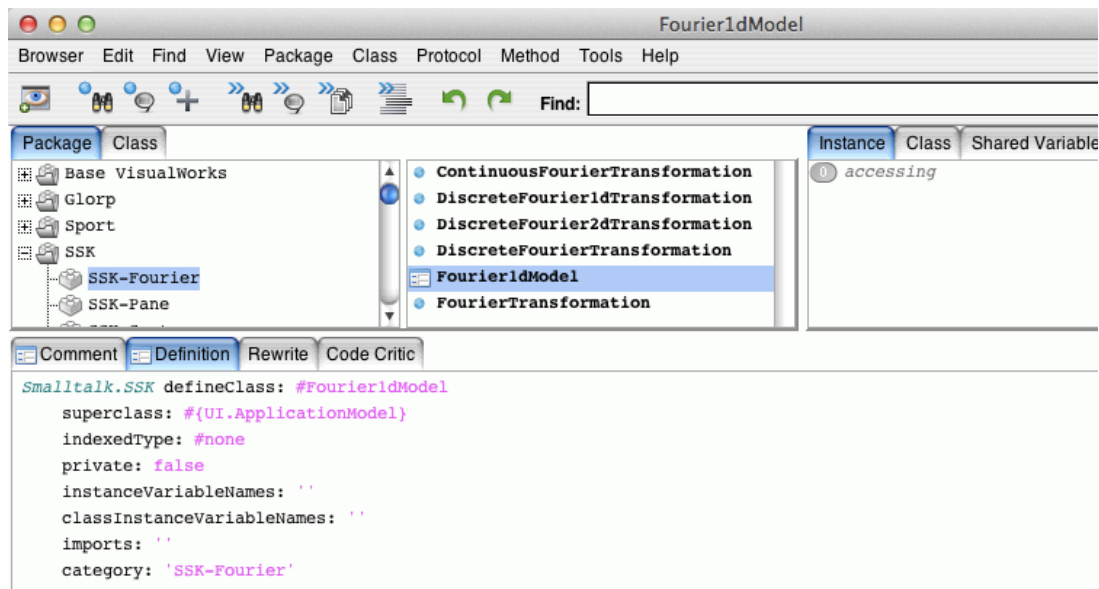 Fourier1dModel
Browser Edit Find View Package Class Protocol Method Tools Help
Find:
Package Class
Instance Class Shared Variable
Base VisualWorks
Glorp
Sport
SSK
SSK-Fourier
SSK-Pane
ContinuousFourierTransformation
DiscreteFourier1dTransformation
DiscreteFourier2dTransformation
DiscreteFourierTransformation
Fourier1dModel
FourierTransformation
0 accessing
Comment Definition Rewrite Code Critic
Smalltalk.SSK defineClass: #Fourier1dModel
superclass: #{UI.ApplicationModel}
indexedType: #none
private: false
instanceVariableNames: ''
classInstanceVariableNames: ''
imports: ''
category: 'SSK-Fourier'